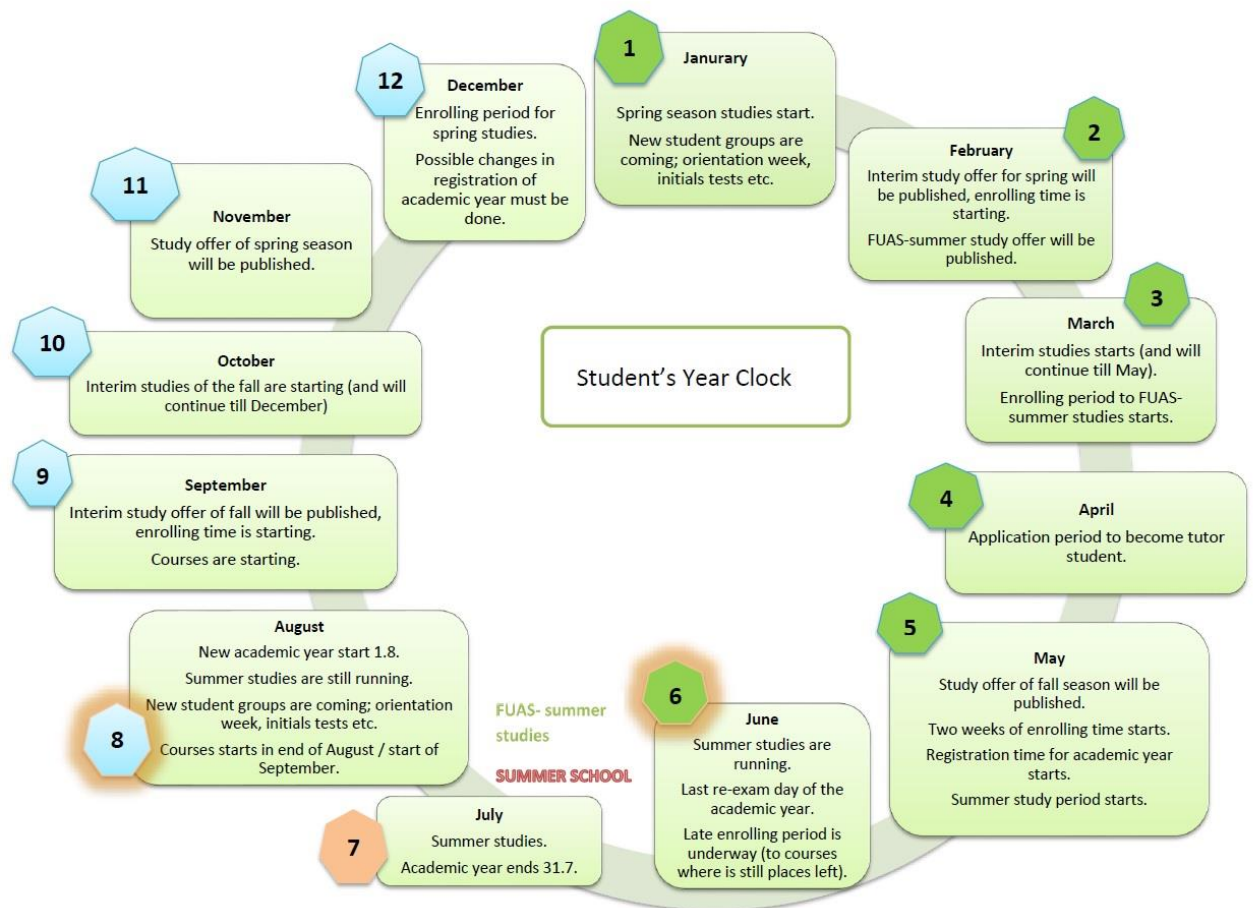 Student's Year Clock
1
Janurary
Spring season studies start.
New student groups are
coming; orientation week,
initials tests etc.
2
February
Interim study offer for spring will
be published, enrolling time is
starting.
FUAS-summer study offer will be
published.
3
March
Interim studies starts (and will
continue till May).
Enrolling period to FUAS-
summer studies starts.
4
April
Application period to become tutor
student.
5
May
Study offer of fall season will be
published.
Two weeks of enrolling time starts.
Registration time for academic year
starts.
Summer study period starts.
6
June
Summer studies are
running.
Last re-exam day of the
academic year.
Late enrolling period is
underway (to courses
where is still places left).
FUAS- summer
studies
SUMMER SCHOOL
7
July
Summer studies.
Academic year ends 31.7.
8
August
New academic year start 1.8.
Summer studies are still running.
New student groups are coming; orientation
week, initials tests etc.
Courses starts in end of August / start of
September.
9
September
Interim study offer of fall will be published,
enrolling time is starting.
Courses are starting.
10
October
Interim studies of the fall are starting (and will
continue till December)
11
November
Study offer of spring season
will be published.
12
December
Enrolling period for
spring studies.
Possible changes in
registration of
academic year must be
done.